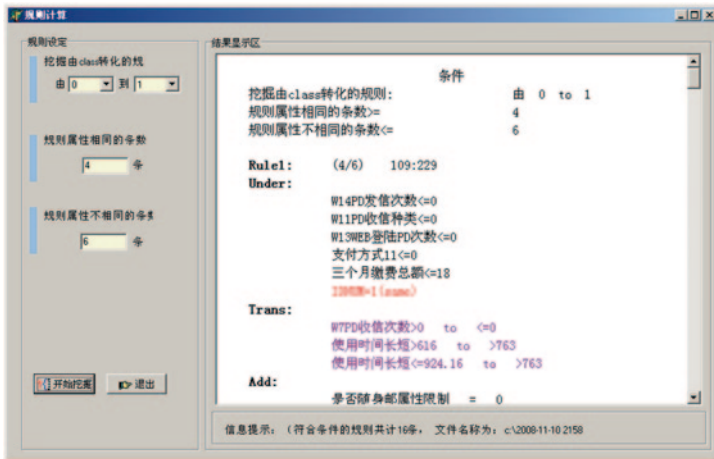 规则计算
规则设定
挖掘由class转化的规
由 0 到 1
规则属性相同的条数
4 条
规则属性不相同的条数
6 条
开始挖掘 退出
结果显示区
条件
挖掘由class转化的规则: 由 0 to 1
规则属性相同的条数>= 4
规则属性不相同的条数<= 6
Rule1: (4/6) 109:229
Under:
W14PD发信次数<=0
W11PD收信种类<=0
W13WEB登陆PD次数<=0
支付方式11<=0
三个月缴费总额<=18
Trans:
W7PD收信次数>0 to <=0
使用时间长短>616 to >763
使用时间长短<=924.16 to >763
Add:
是否随身邮属性限制 = 0
信息提示: (符合条件的规则共计16条, 文件名称为: c:\2008-11-10 2158